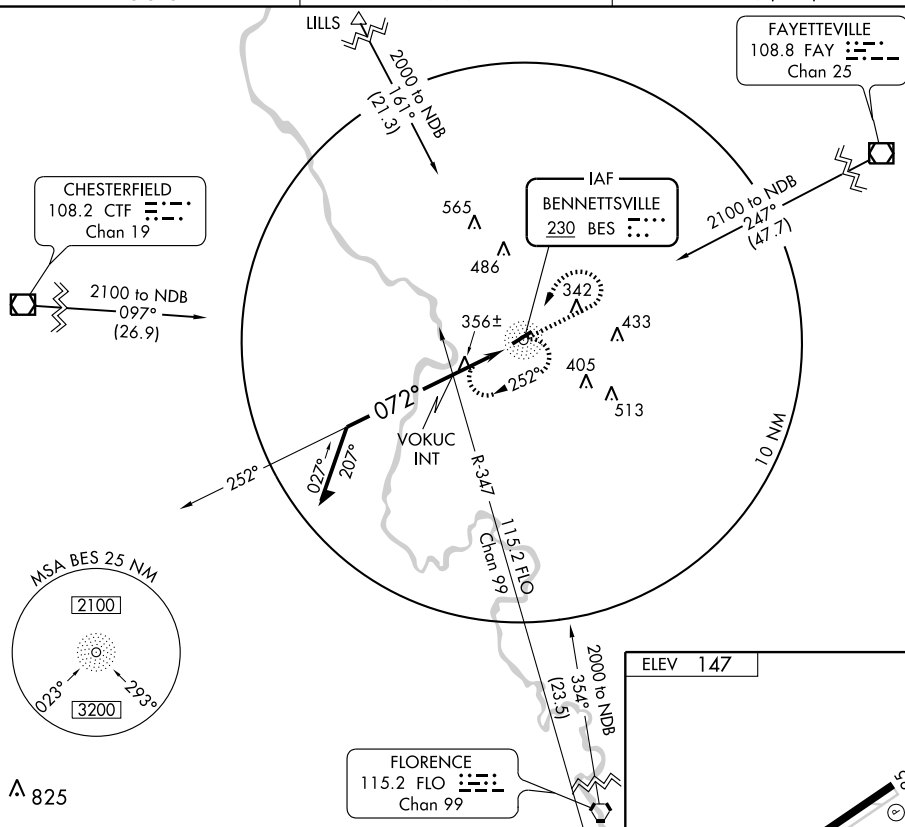 LILLS
2000 to NDB
161°
(21.3)
FAYETTEVILLE
108.8 FAY
Chan 25
2100 to NDB
247°
(47.7)
CHESTERFIELD
108.2 CTF
Chan 19
2100 to NDB
097°
(26.9)
IAF
BENNETTSVILLE
230 BES
565
486
342
433
356±
405
513
252°
072°
VOKUC
INT
027°
207°
252°
10 NM
R-347
115.2 FLO
Chan 99
MSA BES 25 NM
2100
023°
293°
3200
825
2000 to NDB
354°
(23.5)
FLORENCE
115.2 FLO
Chan 99
ELEV 147
P